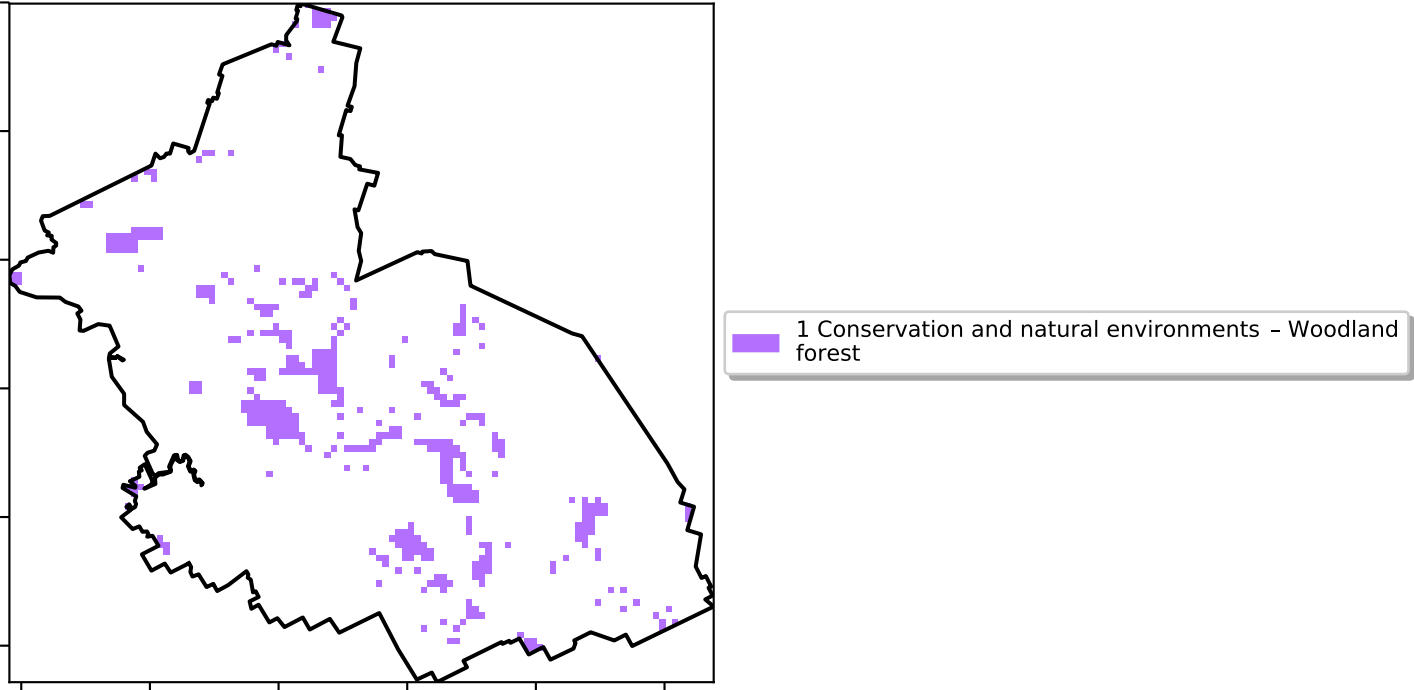 1 Conservation and natural environments – Woodland
forest